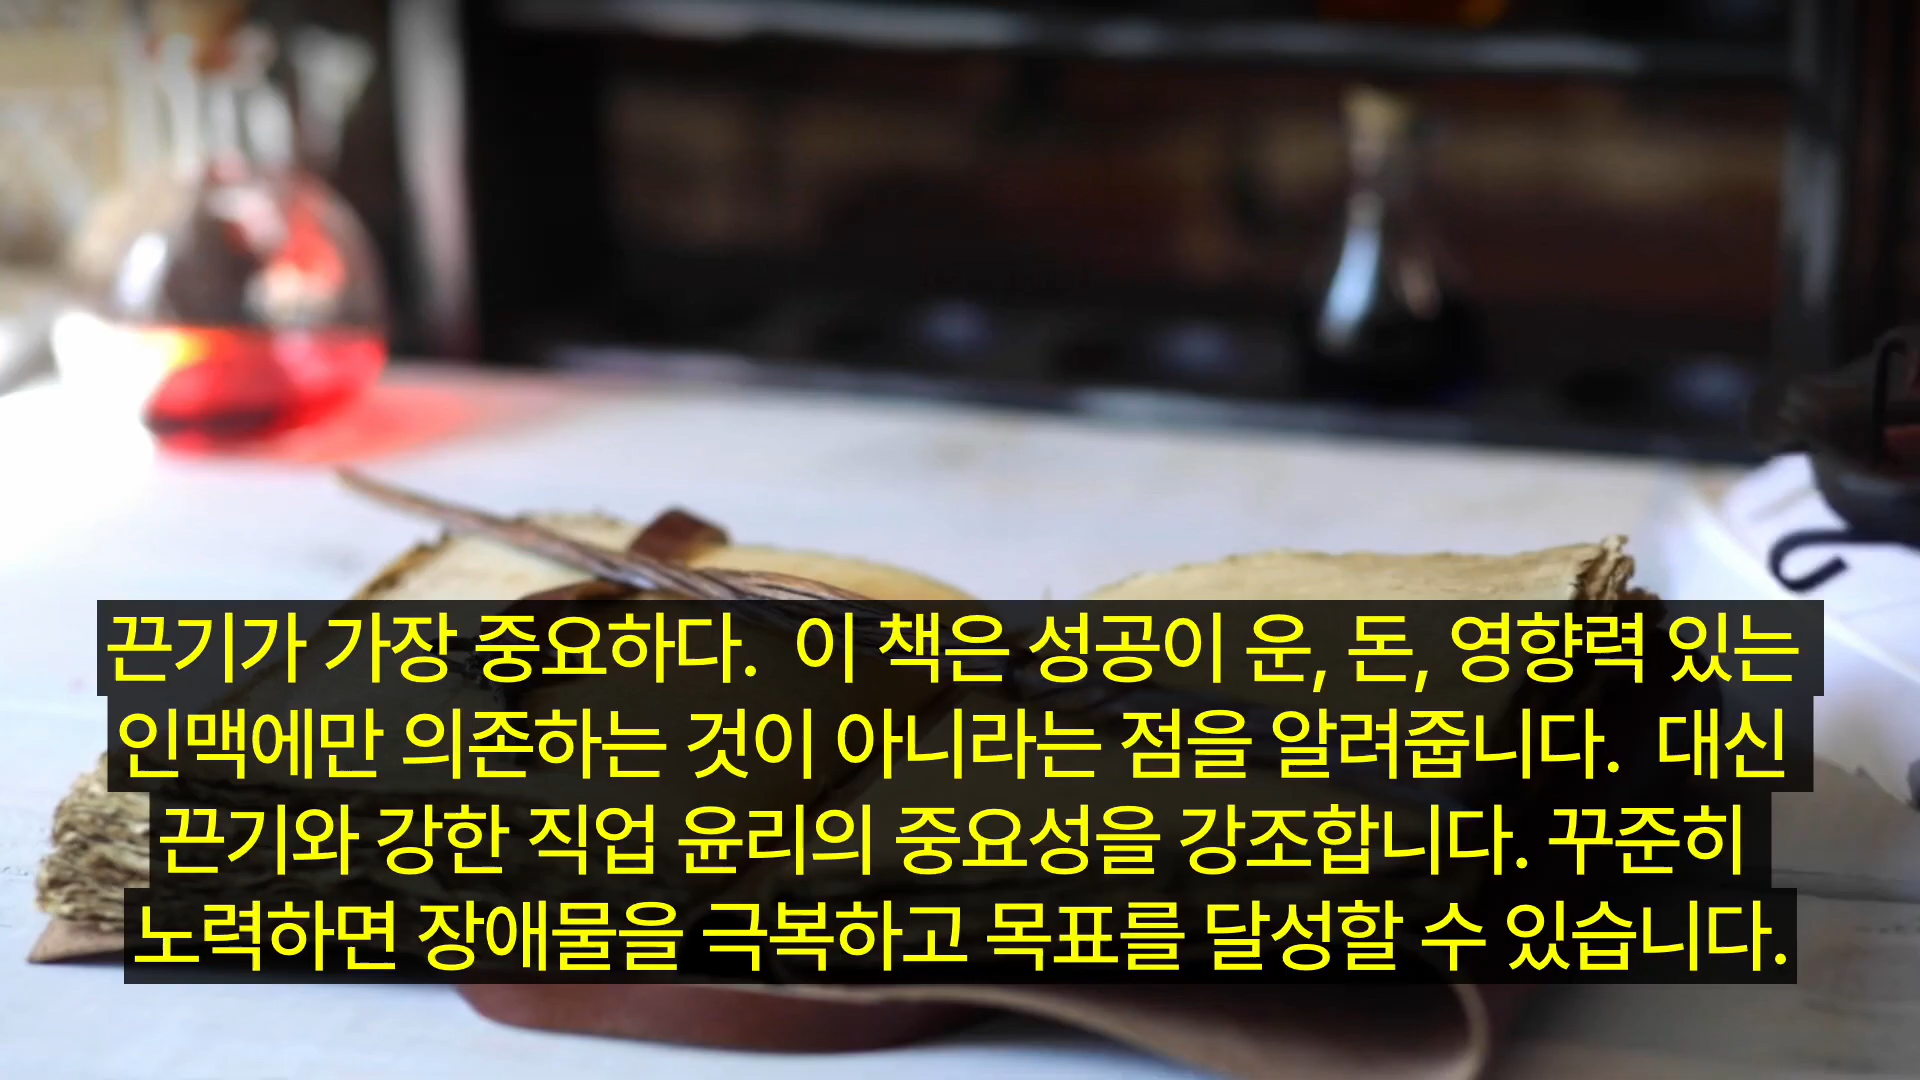 끈기가 가장 중요하다.  이 책은 성공이 운, 돈, 영향력 있는
인맥에만 의존하는 것이 아니라는 점을 알려줍니다.  대신
끈기와 강한 직업 윤리의 중요성을 강조합니다. 꾸준히
노력하면 장애물을 극복하고 목표를 달성할 수 있습니다.